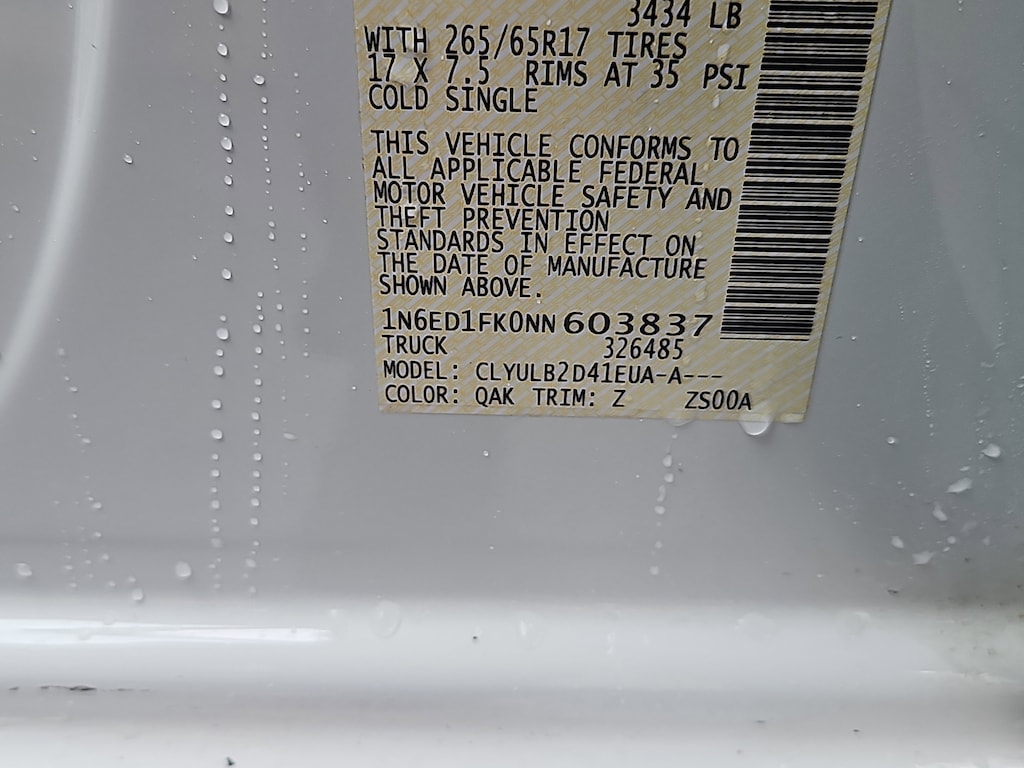 3434 LB
WITH 265/65R17 TIRES
17 X 7.5 RIMS AT 35 PSI
COLD SINGLE
THIS VEHICLE CONFORMS TO
ALL APPLICABLE FEDERAL
MOTOR VEHICLE SAFETY AND
THEFT PREVENTION
STANDARDS IN EFFECT ON
THE DATE OF MANUFACTURE
SHOWN ABOVE.
1N6ED1FK0NN603837
TRUCK 326485
MODEL: CLYULB2D41EUA-A---
COLOR: QAK TRIM: Z ZS00A